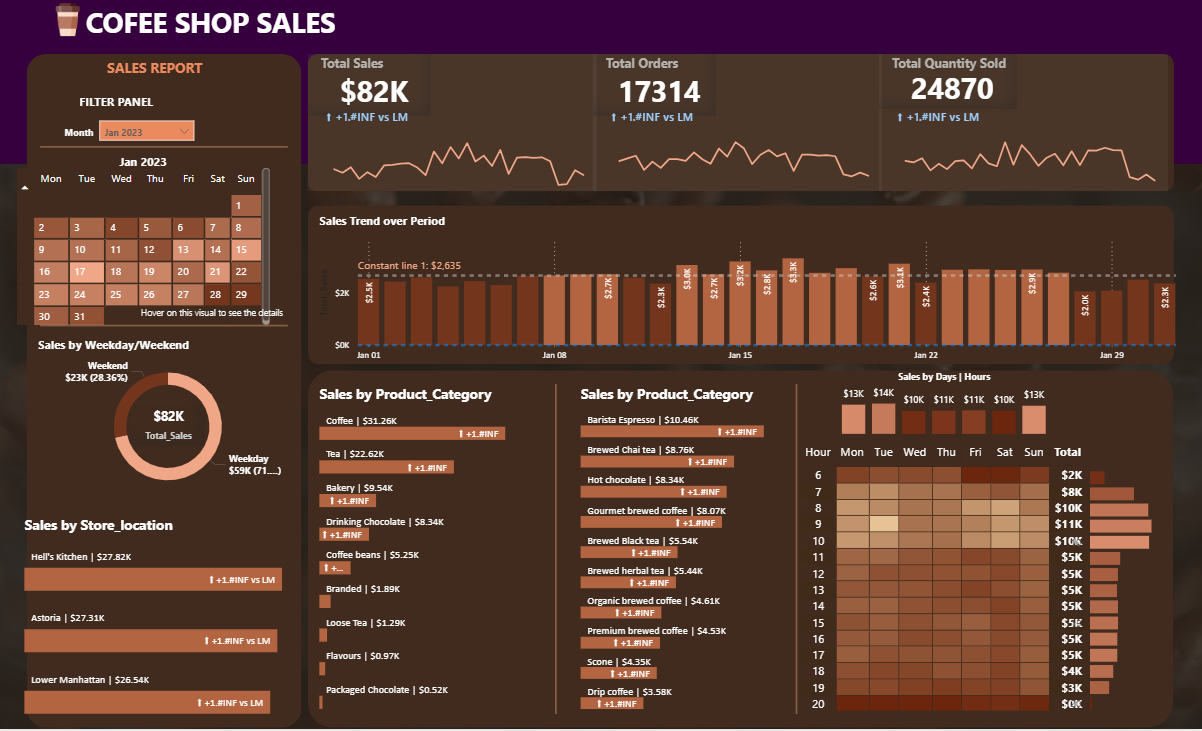 COFEE SHOP SALES
SALES REPORT
FILTER PANEL
Month Jan 2023
Jan 2023
Mon Tue Wed Thu Fri Sat Sun
1
2 3 4 5 6 7 8
9 10 11 12 13 14 15
16 17 18 19 20 21 22
23 24 25 26 27 28 29
30 31
Hover on this visual to see the details
Sales by Weekday/Weekend
Weekend
$23K (28.36%)
$82K
Total_Sales
Weekday
$59K (71....)
Sales by Store_location
Hell's Kitchen | $27.82K
⬆ +1.#INF vs LM
Astoria | $27.31K
⬆ +1.#INF vs LM
Lower Manhattan | $26.54K
⬆ +1.#INF vs LM
Total Sales
$82K
⬆ +1.#INF vs LM
Total Orders
17314
⬆ +1.#INF vs LM
Total Quantity Sold
24870
⬆ +1.#INF vs LM
Sales Trend over Period
Constant line 1: $2,635
$2K
$0K
$2.5K $2.7K $2.3K $3.0K $2.7K $3.2K $2.8K $3.3K $2.6K $3.1K $2.4K $2.9K $2.0K $2.3K
Jan 01 Jan 08 Jan 15 Jan 22 Jan 29
Sales by Product_Category
Coffee | $31.26K
⬆ +1.#INF
Tea | $22.62K
⬆ +1.#INF
Bakery | $9.54K
⬆ +1.#INF
Drinking Chocolate | $8.34K
⬆ +1.#INF
Coffee beans | $5.25K
⬆ +...
Branded | $1.89K
Loose Tea | $1.29K
Flavours | $0.97K
Packaged Chocolate | $0.52K
Sales by Product_Category
Barista Espresso | $10.46K
⬆ +1.#INF
Brewed Chai tea | $8.76K
⬆ +1.#INF
Hot chocolate | $8.34K
⬆ +1.#INF
Gourmet brewed coffee | $8.07K
⬆ +1.#INF
Brewed Black tea | $5.54K
⬆ +1.#INF
Brewed herbal tea | $5.44K
⬆ +1.#INF
Organic brewed coffee | $4.61K
⬆ +1.#INF
Premium brewed coffee | $4.53K
⬆ +1.#INF
Scone | $4.35K
⬆ +1.#INF
Drip coffee | $3.58K
⬆ +1.#INF
Sales by Days | Hours
$13K $14K $10K $11K $11K $10K $13K
Hour Mon Tue Wed Thu Fri Sat Sun Total
6 $2K
7 $8K
8 $10K
9 $11K
10 $10K
11 $5K
12 $5K
13 $5K
14 $5K
15 $5K
16 $5K
17 $5K
18 $4K
19 $3K
20 $0K